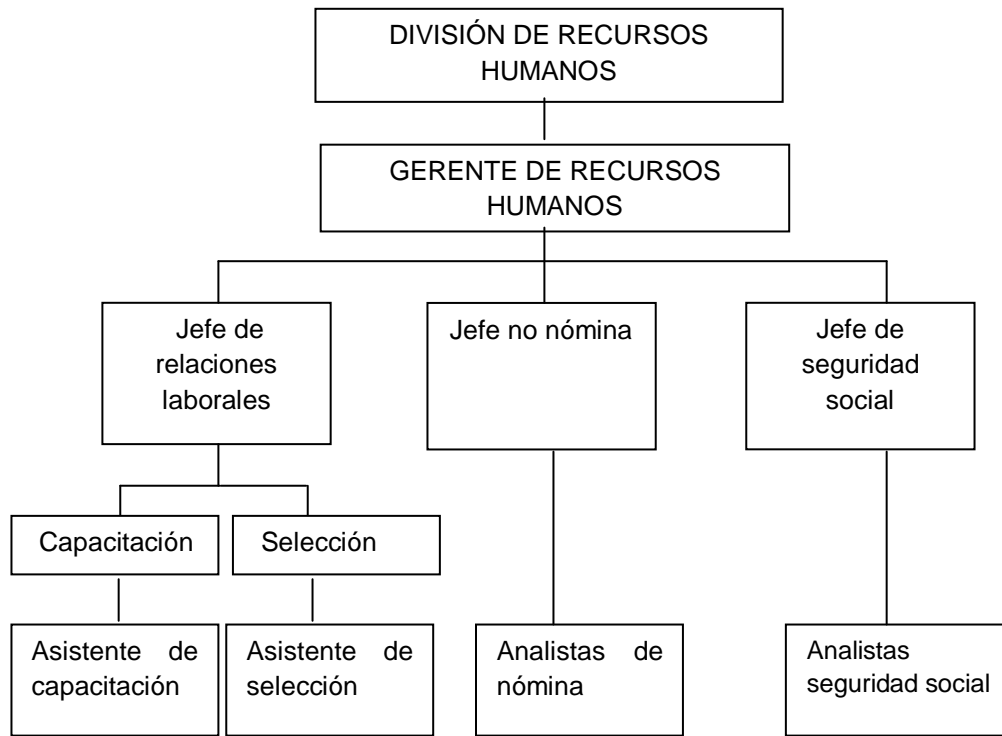 DIVISIÓN DE RECURSOS
HUMANOS
GERENTE DE RECURSOS
HUMANOS
Jefe de
relaciones
laborales
Jefe no nómina
Jefe de
seguridad
social
Capacitación
Selección
Asistente de
capacitación
Asistente de
selección
Analistas de
nómina
Analistas
seguridad social